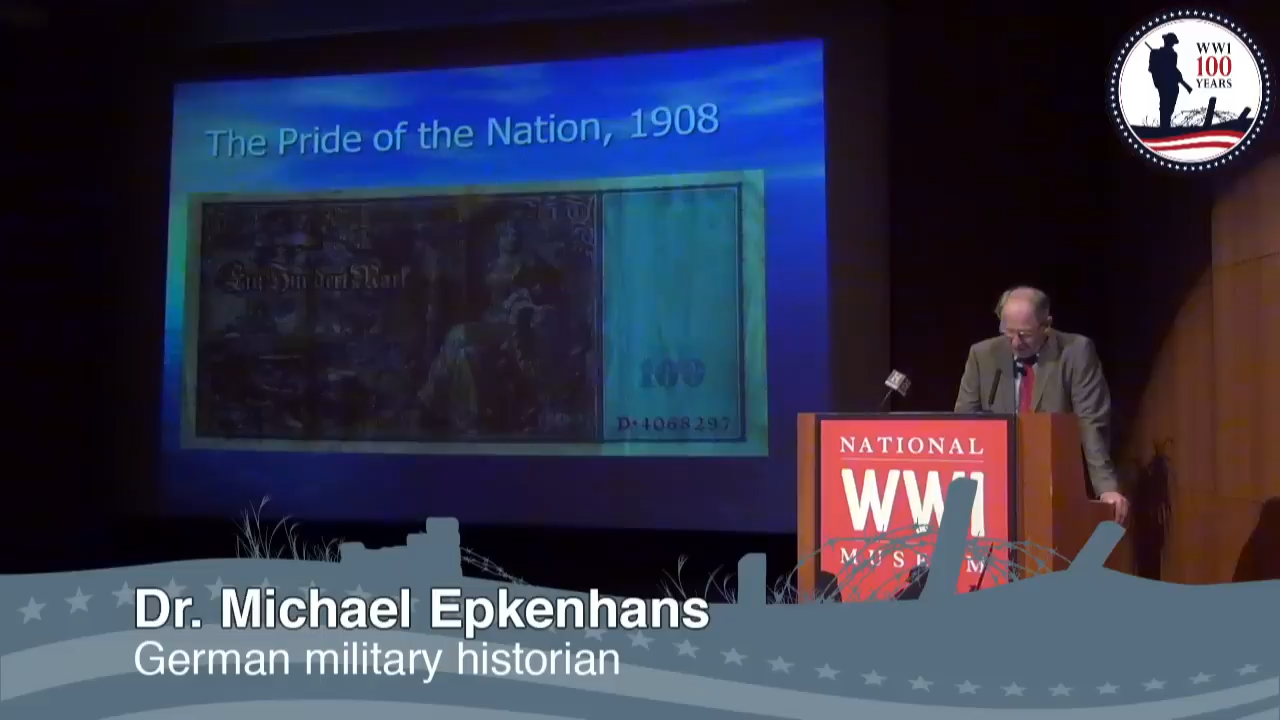 The Pride of the Nation, 1908
Ein Hundert Mark
100
D·4068297
WW1
100
YEARS
NATIONAL
WWI
MUSEUM
Dr. Michael Epkenhans
German military historian